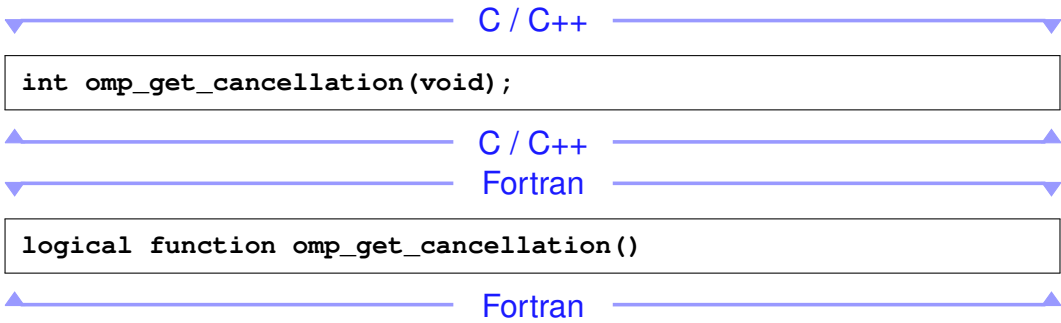 C / C++
int omp_get_cancellation(void);
C / C++
Fortran
logical function omp_get_cancellation()
Fortran